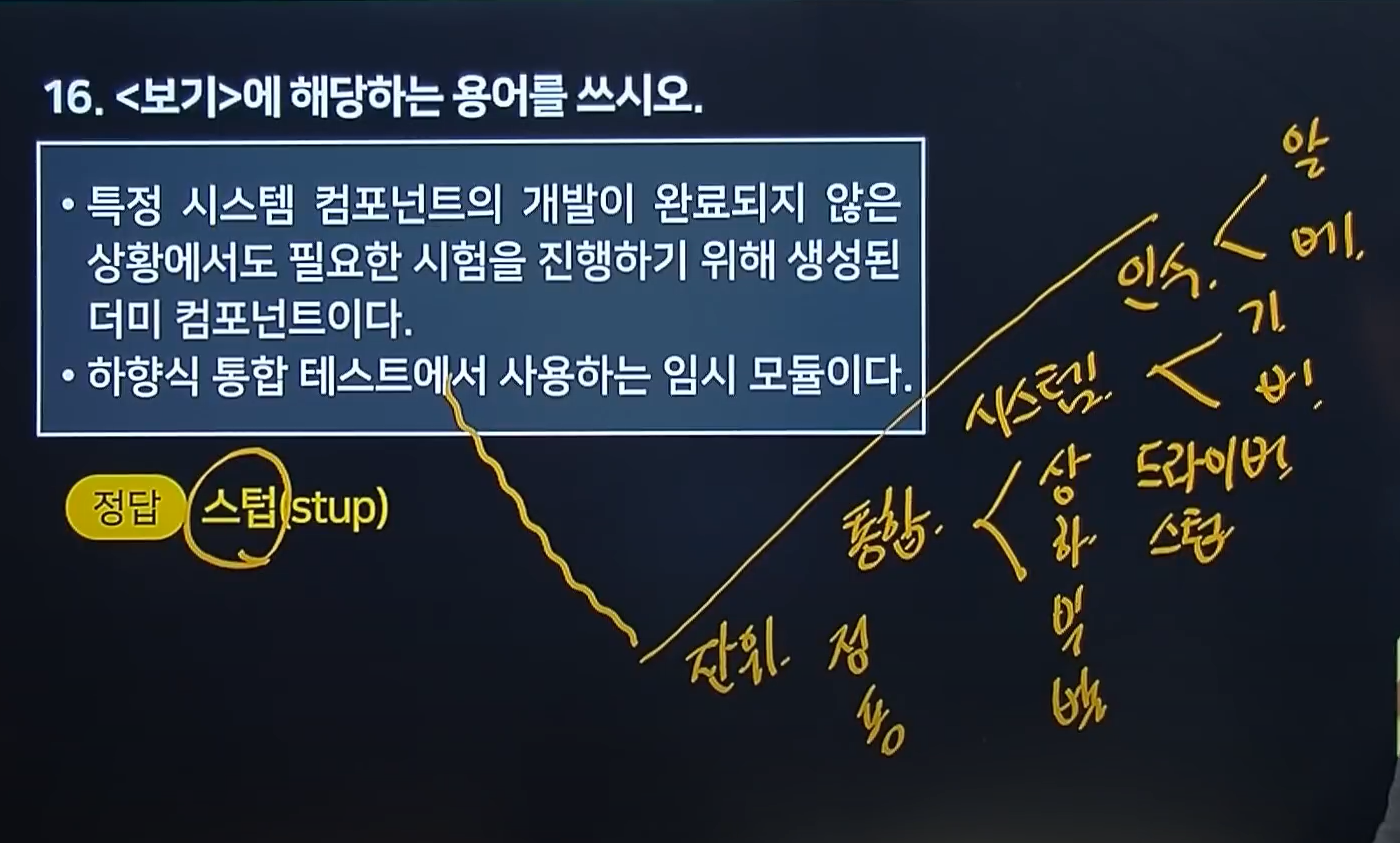 16. <보기>에 해당하는 용어를 쓰시오.
• 특정 시스템 컴포넌트의 개발이 완료되지 않은
상황에서도 필요한 시험을 진행하기 위해 생성된
더미 컴포넌트이다.
• 하향식 통합 테스트에서 사용하는 임시 모듈이다.
정답 스텁(stup)
알
인수. 베.
기
시스템. 비.
상 드라이버
통합. 하. 스텁
빅
단위. 정
백